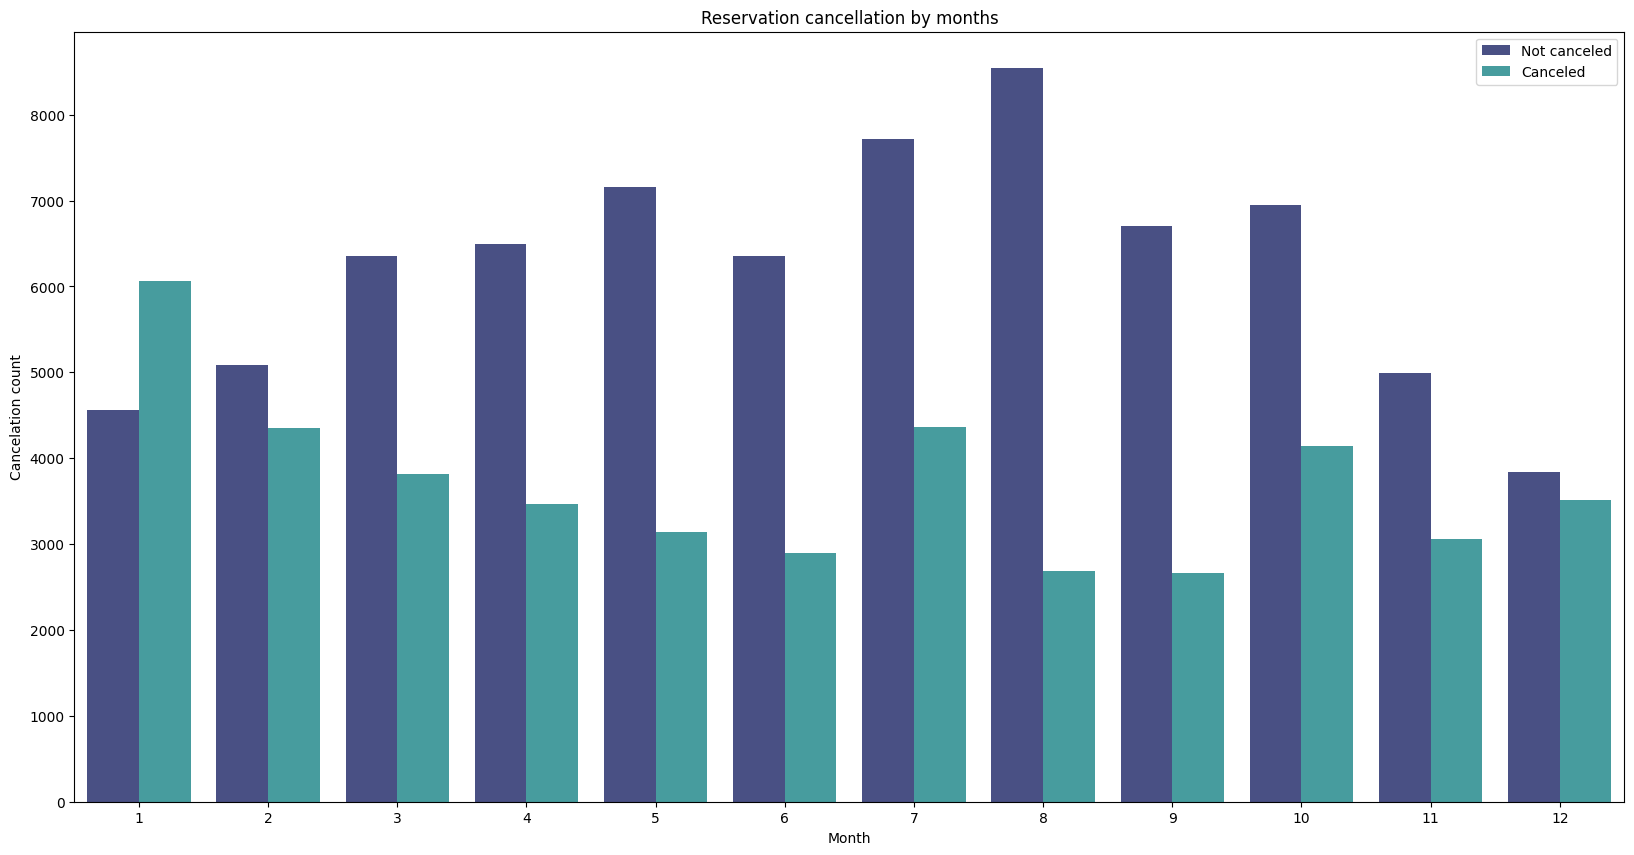 Reservation cancellation by months
Not canceled
Canceled
Cancelation count
8000
7000
6000
5000
4000
3000
2000
1000
0
1 2 3 4 5 6 7 8 9 10 11 12
Month